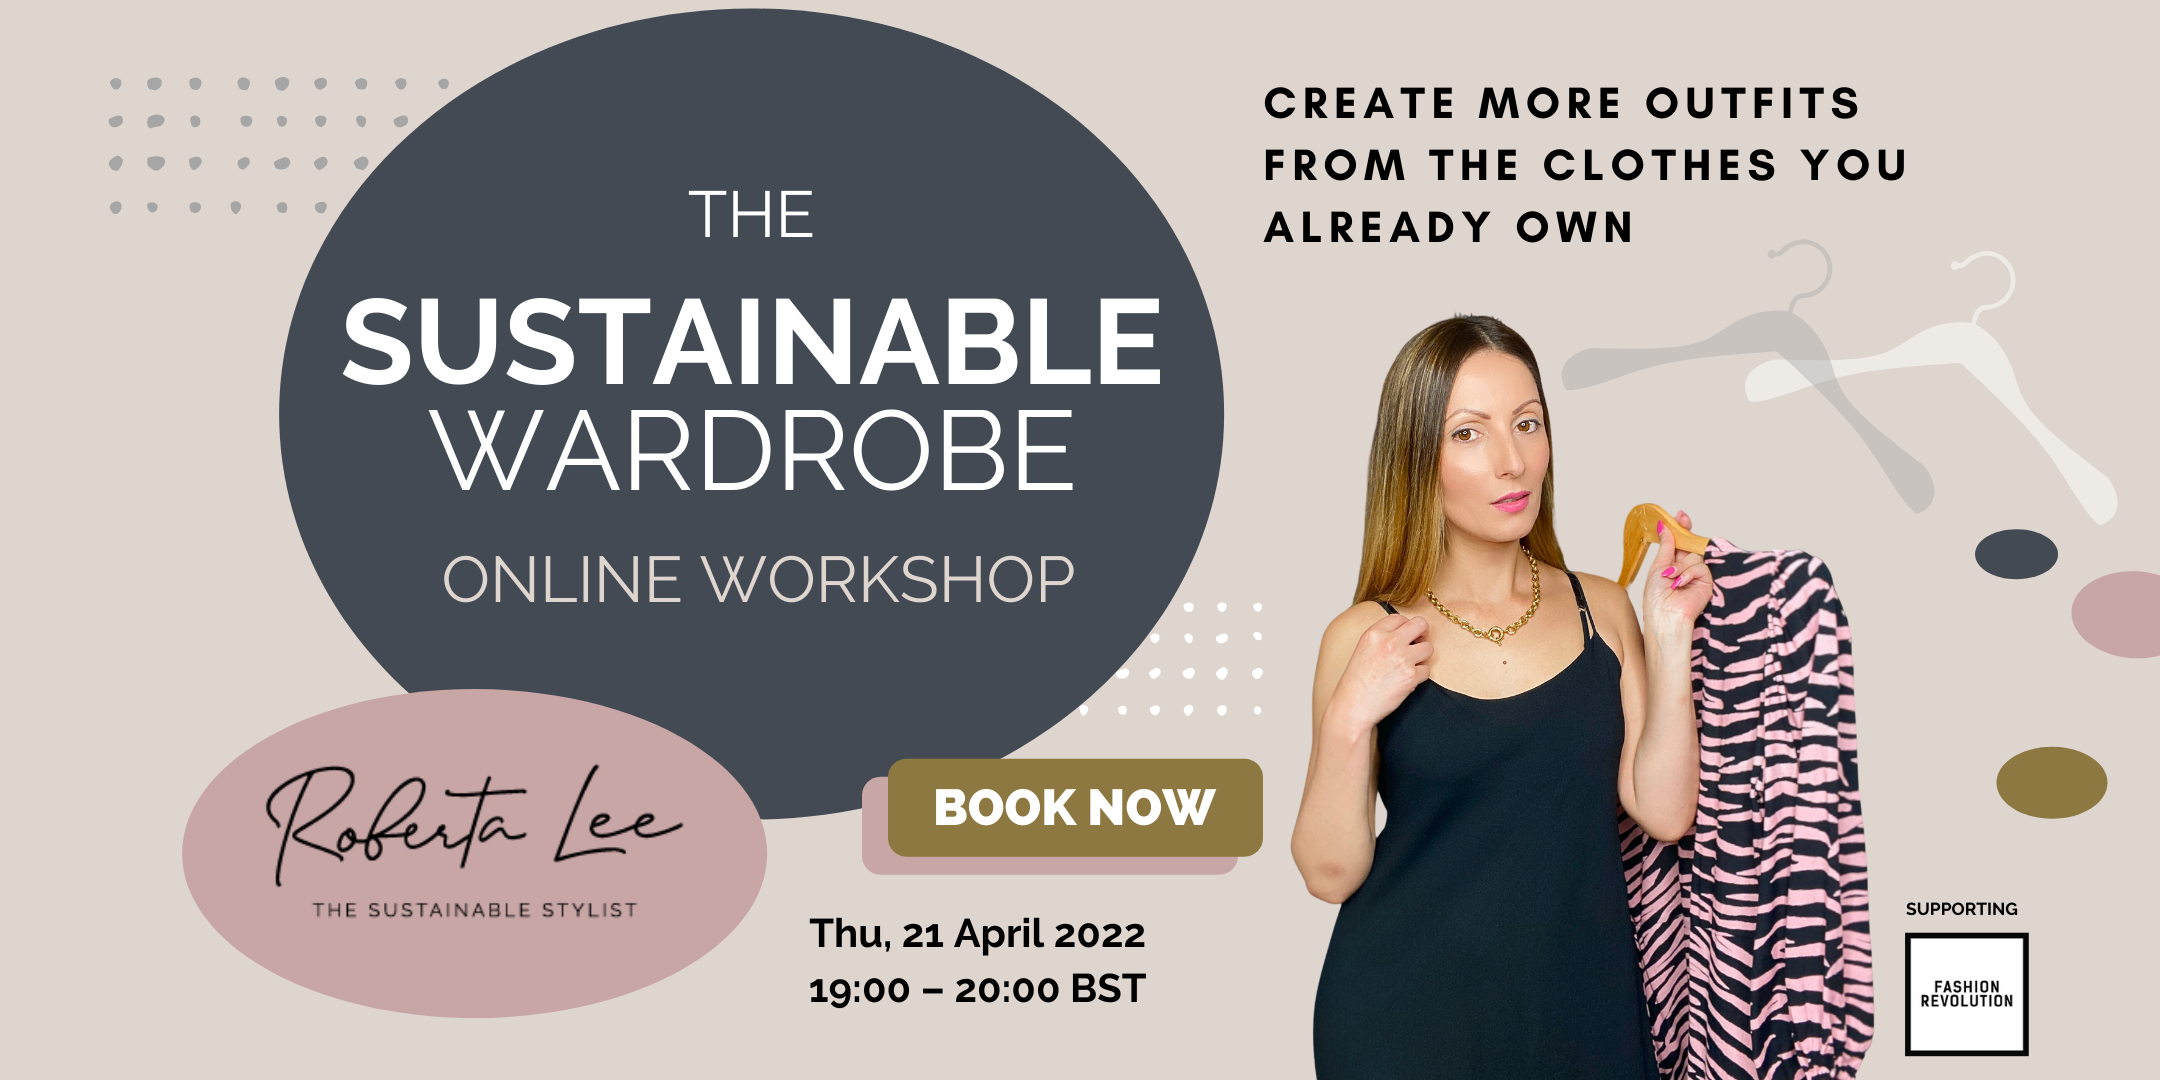 THE
SUSTAINABLE
WARDROBE
ONLINE WORKSHOP
Roberta Lee
THE SUSTAINABLE STYLIST
BOOK NOW
Thu, 21 April 2022
19:00 – 20:00 BST
CREATE MORE OUTFITS
FROM THE CLOTHES YOU
ALREADY OWN
SUPPORTING
FASHION
REVOLUTION